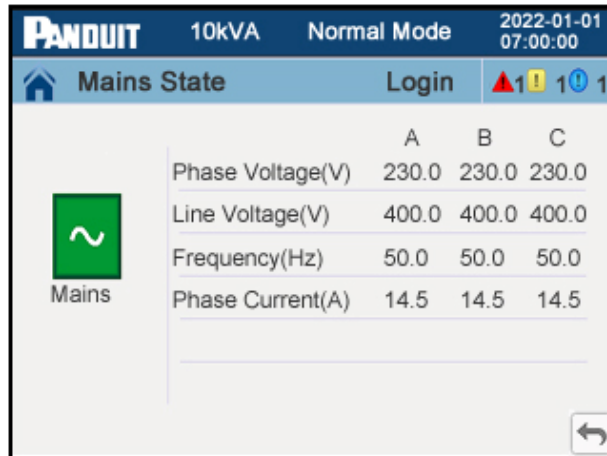 PANDUIT 10kVA Normal Mode 2022-01-01
07:00:00
Mains State Login 1 1 1
A B C
Phase Voltage(V) 230.0 230.0 230.0
Line Voltage(V) 400.0 400.0 400.0
Frequency(Hz) 50.0 50.0 50.0
Mains
Phase Current(A) 14.5 14.5 14.5